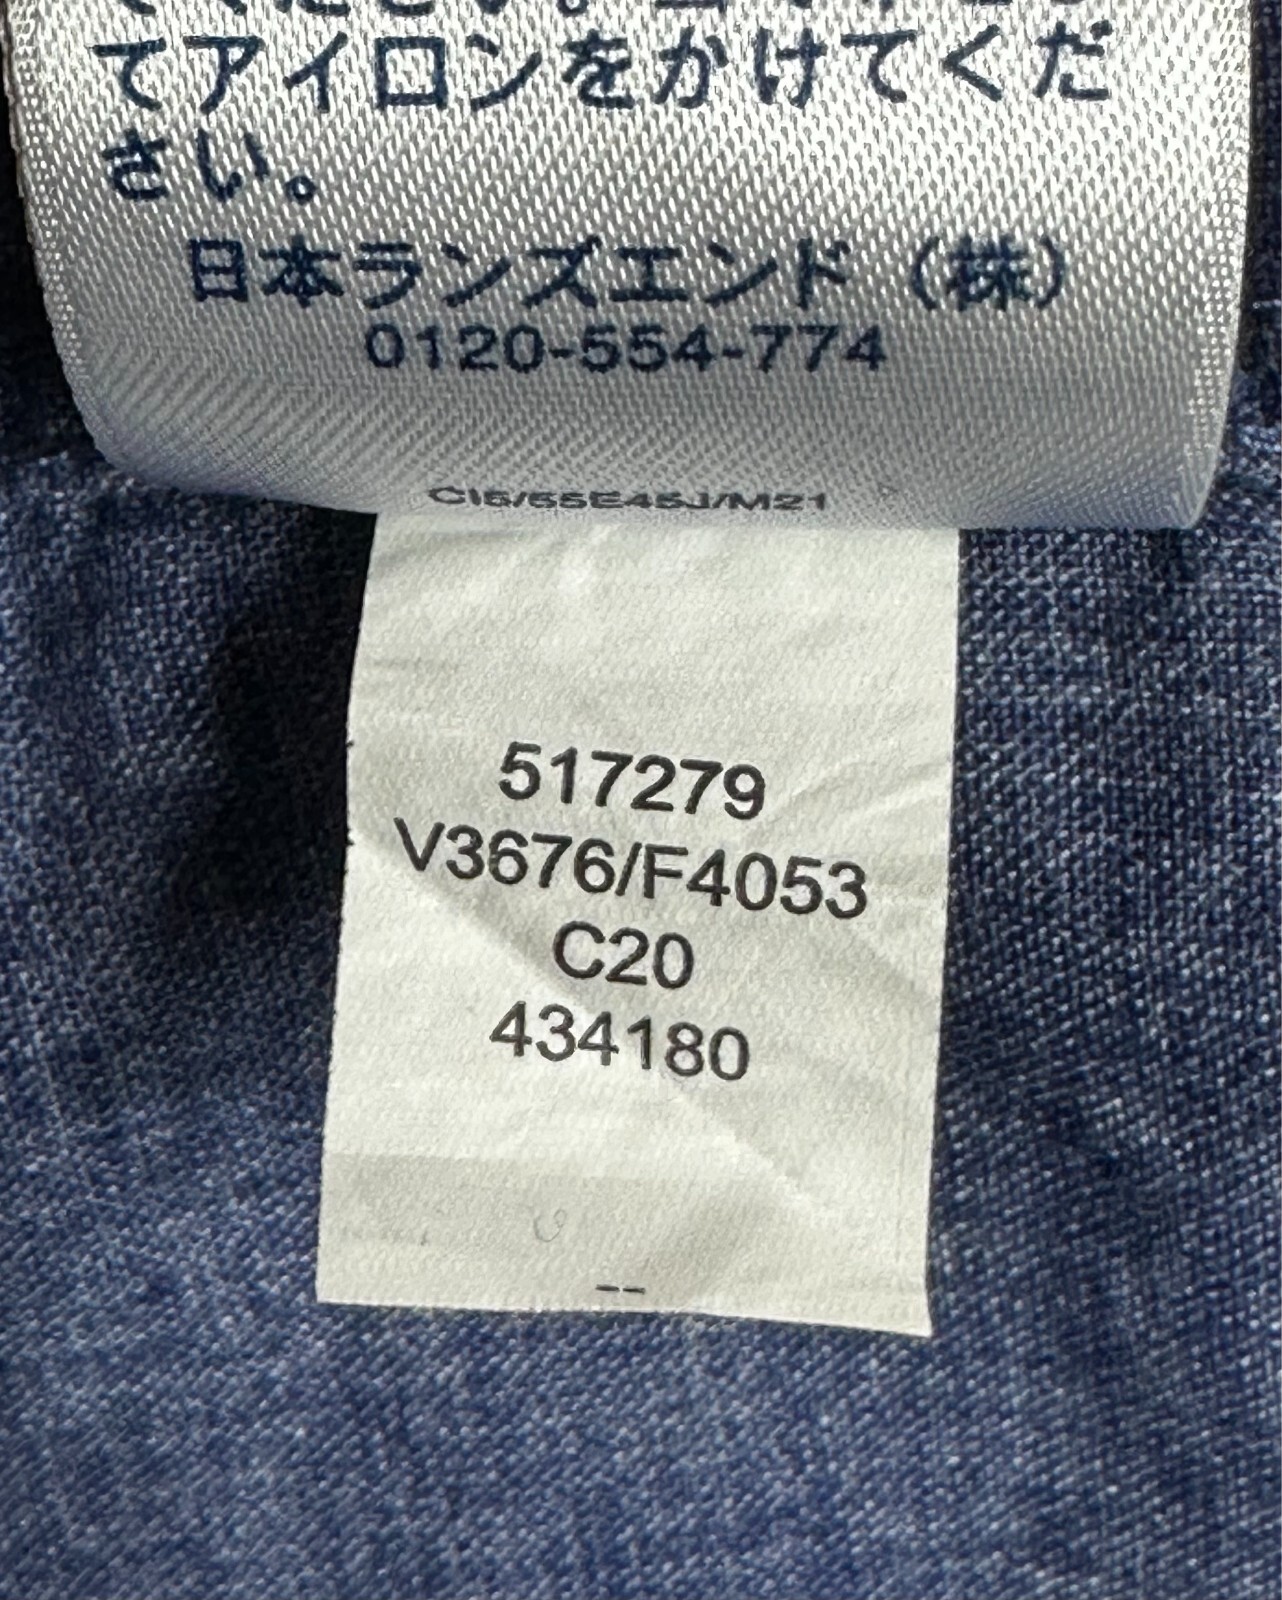 てアイロンをかけてくだ
さい。
日本ランズエンド（株）
0120-554-774
517279
V3676/F4053
C20
434180
--